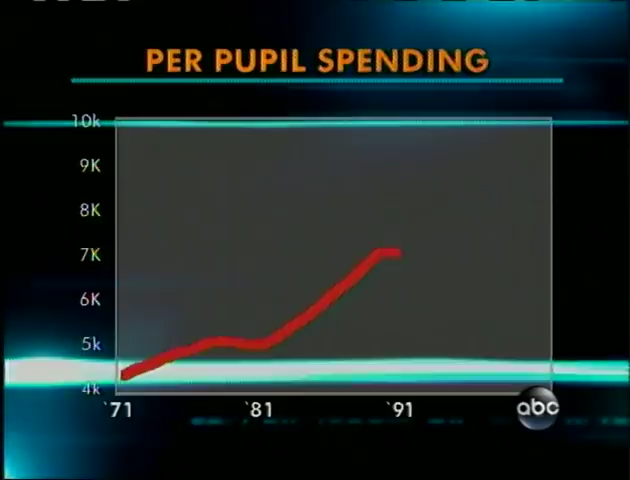 PER PUPIL SPENDING
10k
9K
8K
7K
6K
5k
4k
`71 `81 `91
abc